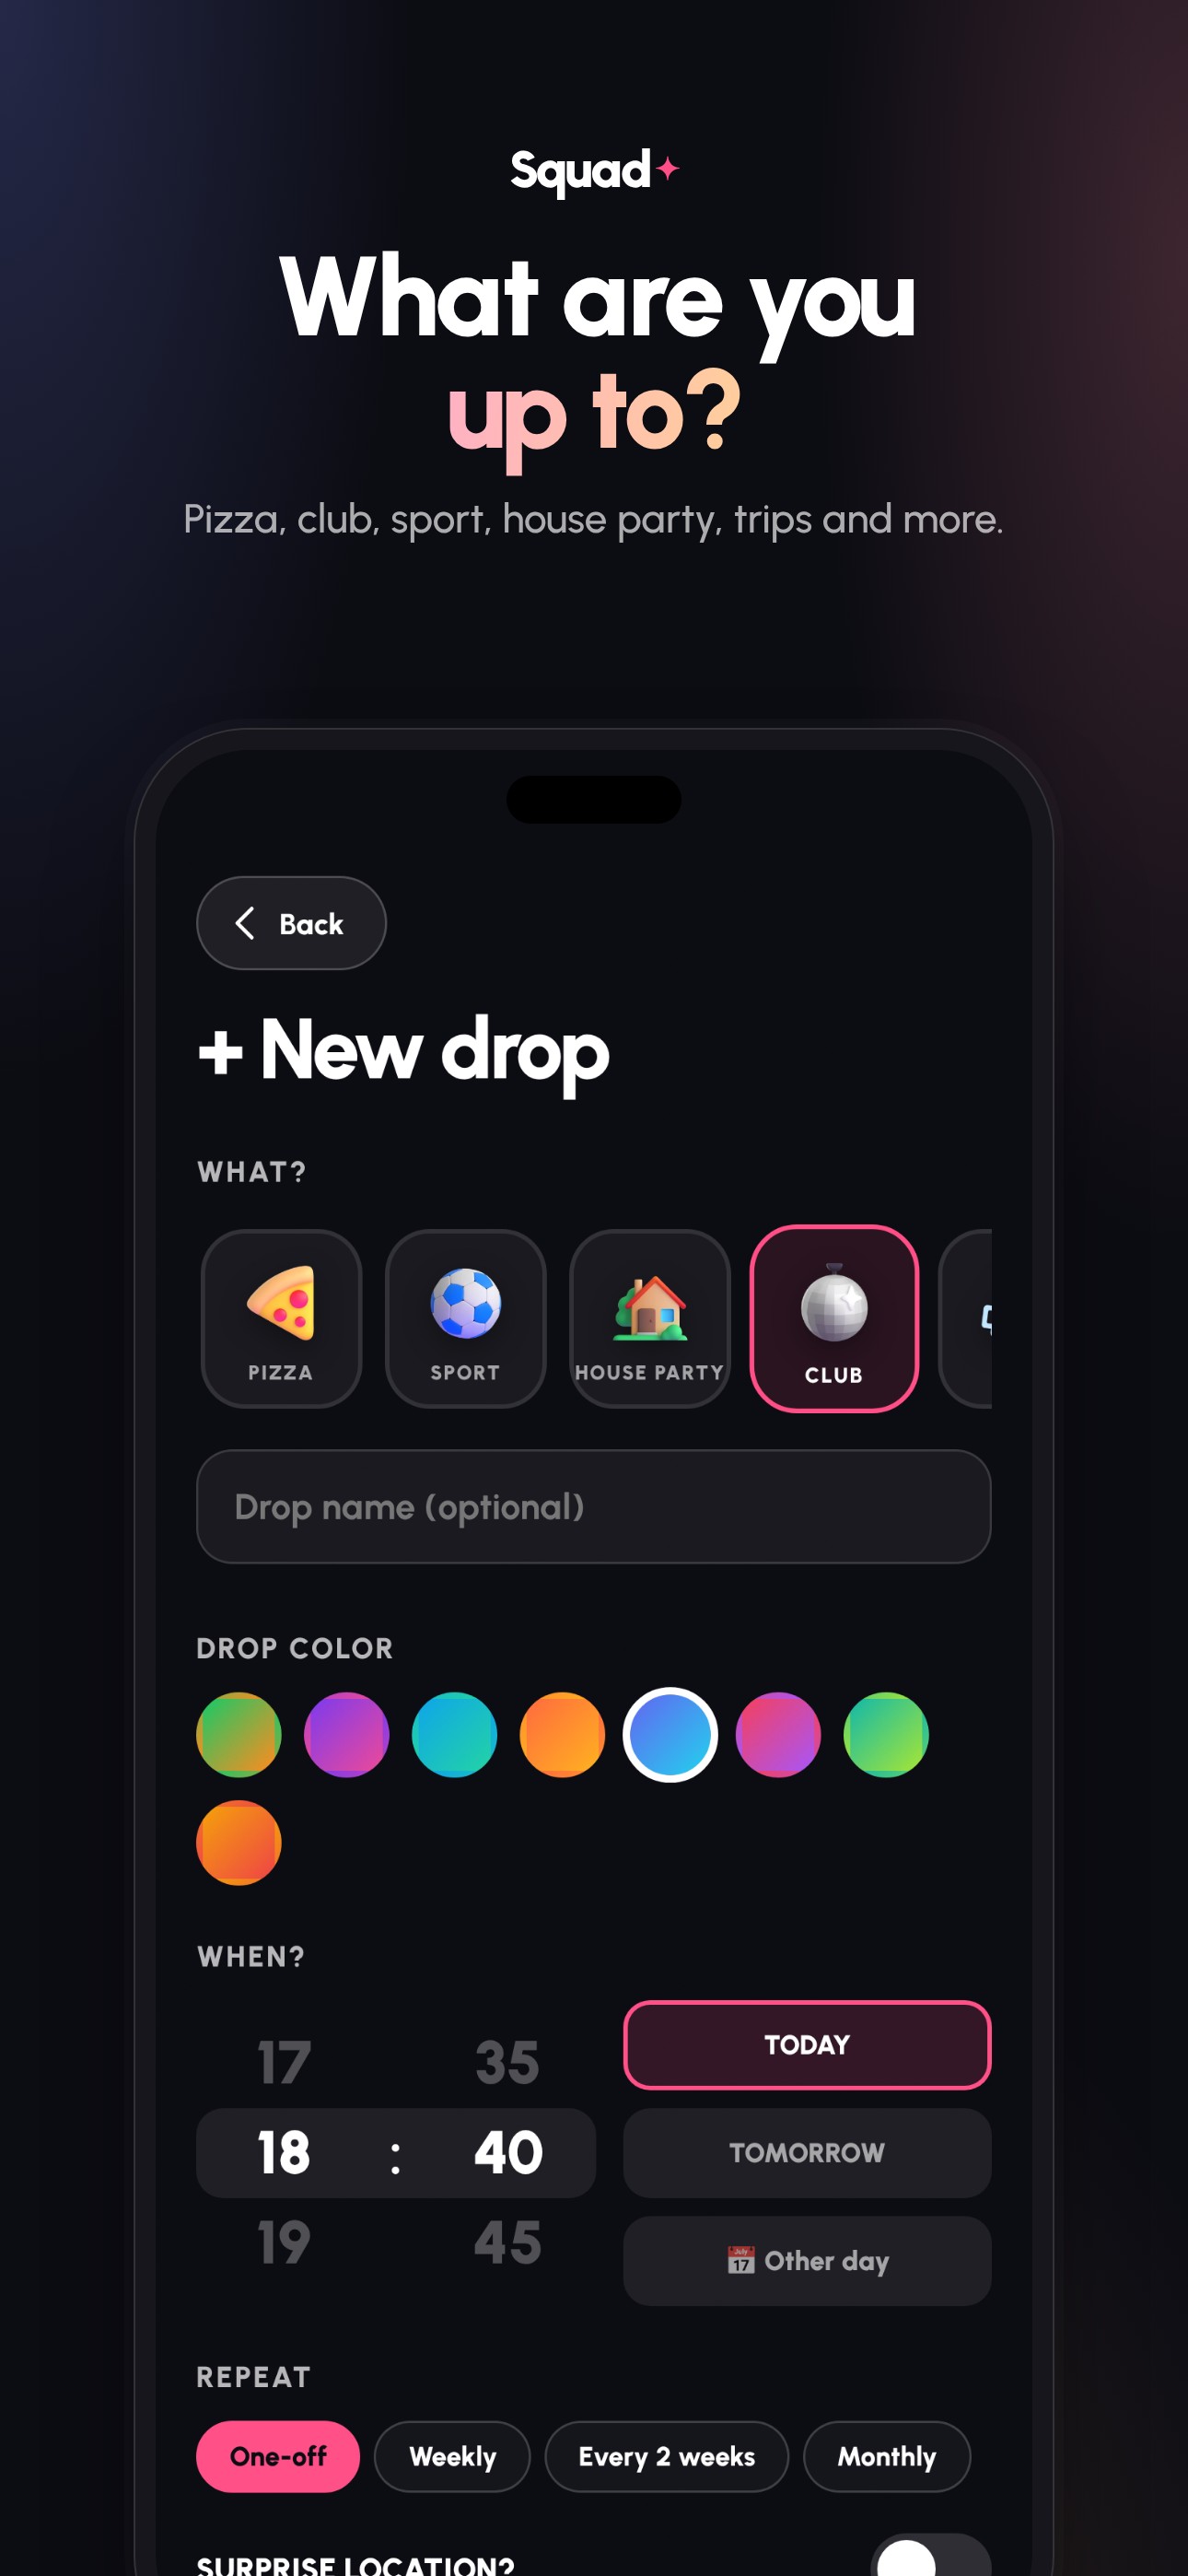 Squad
What are you
up to?
Pizza, club, sport, house party, trips and more.
Back
+ New drop
WHAT?
PIZZA
SPORT
HOUSE PARTY
CLUB
Drop name (optional)
DROP COLOR
WHEN?
17 35
18 : 40
19 45
TODAY
TOMORROW
July
17
Other day
REPEAT
One-off
Weekly
Every 2 weeks
Monthly
SURPRISE LOCATION?